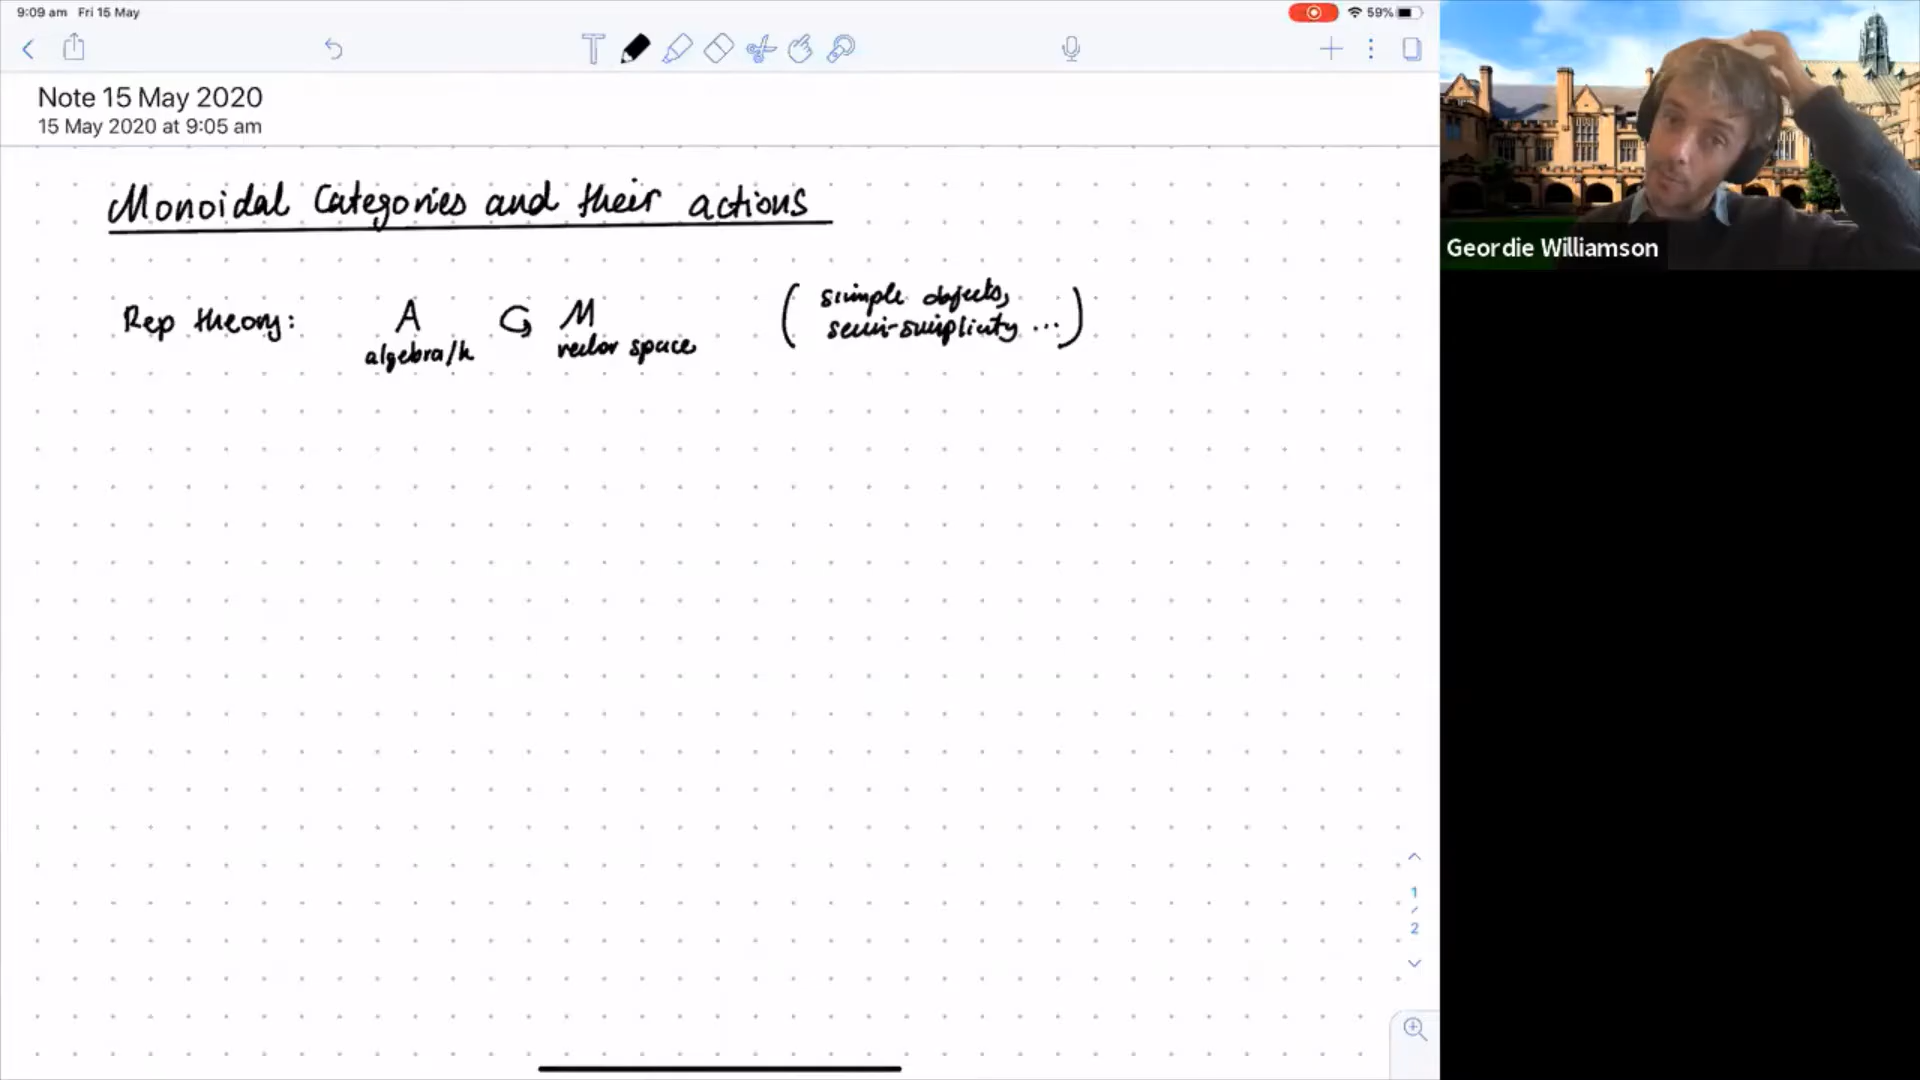 9:09 am Fri 15 May
59%
Note 15 May 2020
15 May 2020 at 9:05 am
Monoidal Categories and their actions
Rep theory: A M
algebra/k vector space
(simple objects,
semi-simplicity ...)
Geordie Williamson
1
/
2